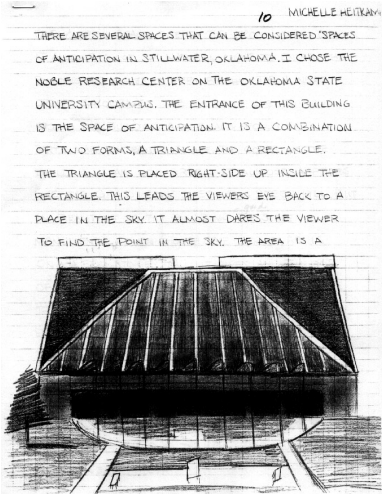 10 MICHELLE HEITKAM
THERE ARE SEVERAL SPACES THAT CAN BE CONSIDERED "SPACES
OF ANTICIPATION IN STILLWATER, OKLAHOMA. I CHOSE THE
NOBLE RESEARCH CENTER ON THE OKLAHOMA STATE
UNIVERSITY CAMPUS. THE ENTRANCE OF THIS BUILDING
IS THE SPACE OF ANTICIPATION. IT IS A COMBINATION
OF TWO FORMS, A TRIANGLE AND A RECTANGLE.
THE TRIANGLE IS PLACED RIGHT-SIDE UP INSIDE THE
RECTANGLE. THIS LEADS THE VIEWERS EYE BACK TO A
PLACE IN THE SKY. IT ALMOST DARES THE VIEWER
TO FIND THE POINT IN THE SKY. THE AREA IS A